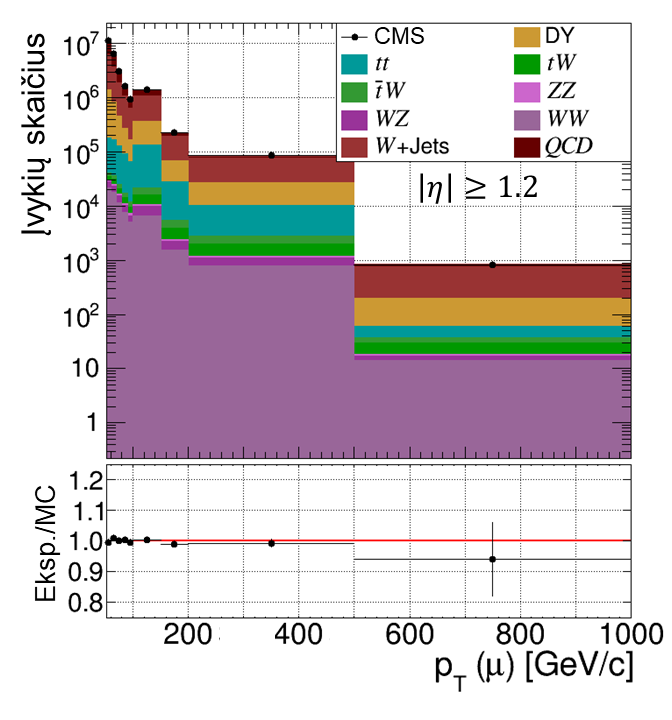 Įvykių skaičius
10⁷
10⁶
10⁵
10⁴
10³
10²
10
1
CMS
DY
tt
tW
t̄W
ZZ
WZ
WW
W+Jets
QCD
|η| ≥ 1.2
Eksp./MC
1.2
1.1
1.0
0.9
0.8
200 400 600 800 1000
p_T (μ) [GeV/c]